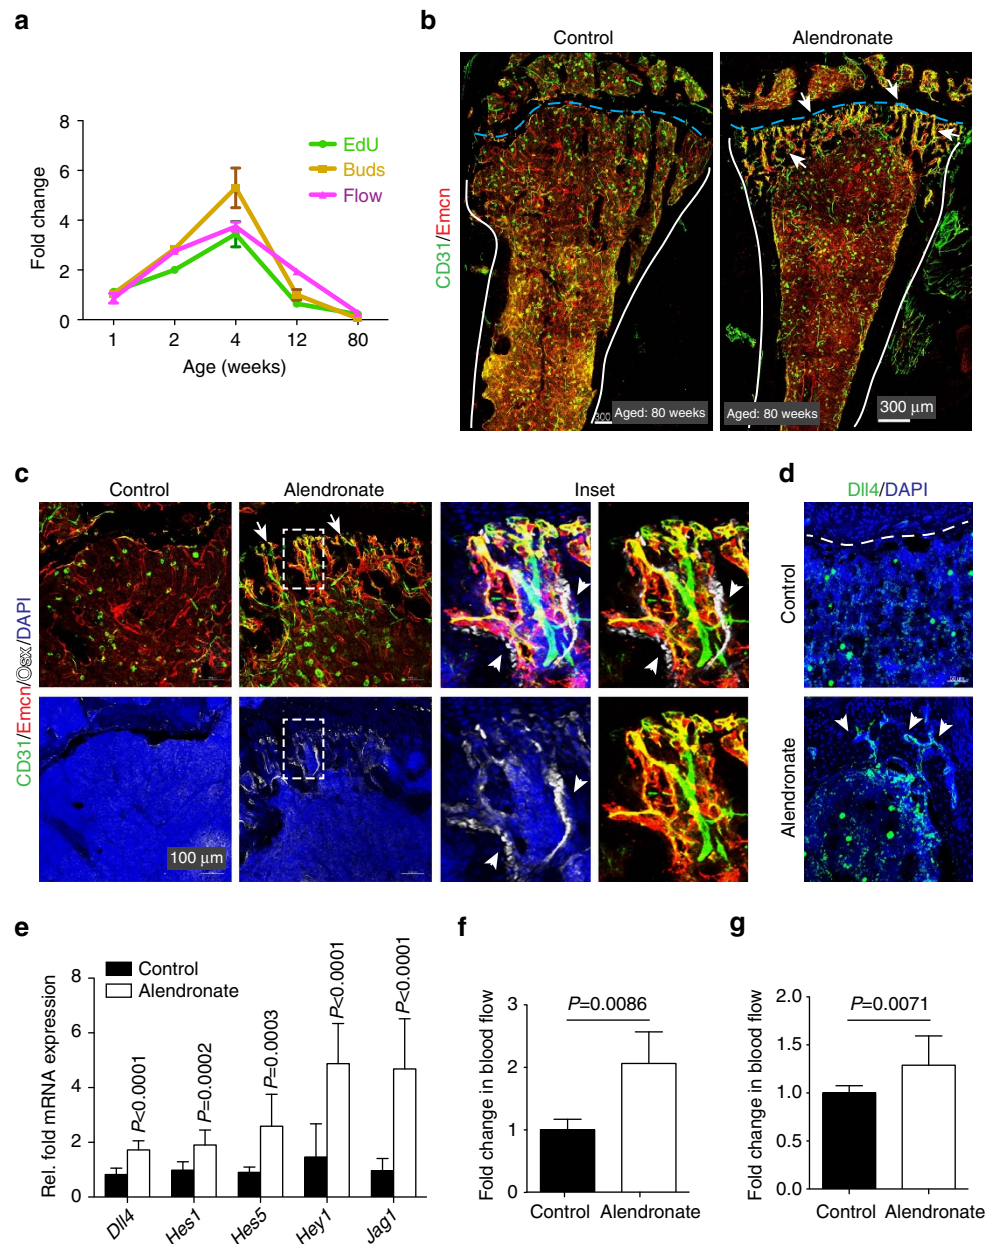 a
8
6
4
2
0
Fold change
EdU
Buds
Flow
1 2 4 12 80
Age (weeks)
b
Control
Alendronate
CD31/Emcn
300
Aged: 80 weeks
Aged: 80 weeks
300 μm
c
Control
Alendronate
Inset
CD31/Emcn/Osx/DAPI
100 μm
d
Dll4/DAPI
Control
50 μm
Alendronate
e
Control
Alendronate
Rel. fold mRNA expression
8
6
4
2
0
P<0.0001
P=0.0002
P=0.0003
P<0.0001
P<0.0001
Dll4
Hes1
Hes5
Hey1
Jag1
f
P=0.0086
Fold change in blood flow
3
2
1
0
Control Alendronate
g
P=0.0071
Fold change in blood flow
2.0
1.5
1.0
0.5
0.0
Control Alendronate